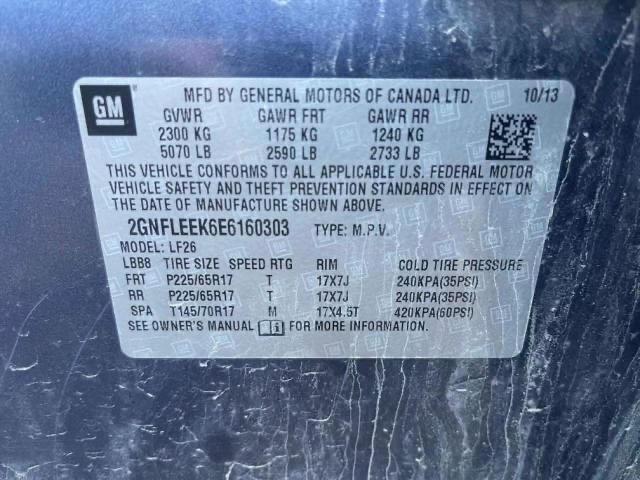 GM
MFD BY GENERAL MOTORS OF CANADA LTD. 10/13
GVWR GAWR FRT GAWR RR
2300 KG 1175 KG 1240 KG
5070 LB 2590 LB 2733 LB
THIS VEHICLE CONFORMS TO ALL APPLICABLE U.S. FEDERAL MOTOR
VEHICLE SAFETY AND THEFT PREVENTION STANDARDS IN EFFECT ON
THE DATE OF MANUFACTURE SHOWN ABOVE.
2GNFLEEK6E6160303 TYPE: M.P.V.
MODEL: LF26
LBB8 TIRE SIZE SPEED RTG RIM COLD TIRE PRESSURE
FRT P225/65R17 T 17X7J 240KPA(35PSI)
RR P225/65R17 T 17X7J 240KPA(35PSI)
SPA T145/70R17 M 17X4.5T 420KPA(60PSI)
SEE OWNER'S MANUAL FOR MORE INFORMATION.